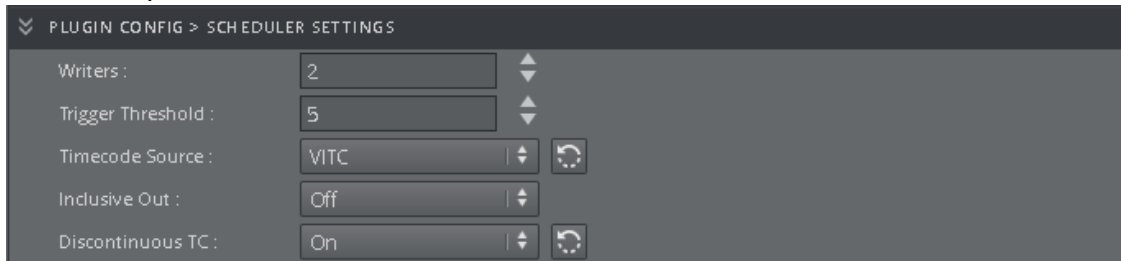 PLUGIN CONFIG > SCHEDULER SETTINGS
Writers : 2
Trigger Threshold : 5
Timecode Source : VITC
Inclusive Out : Off
Discontinuous TC : On